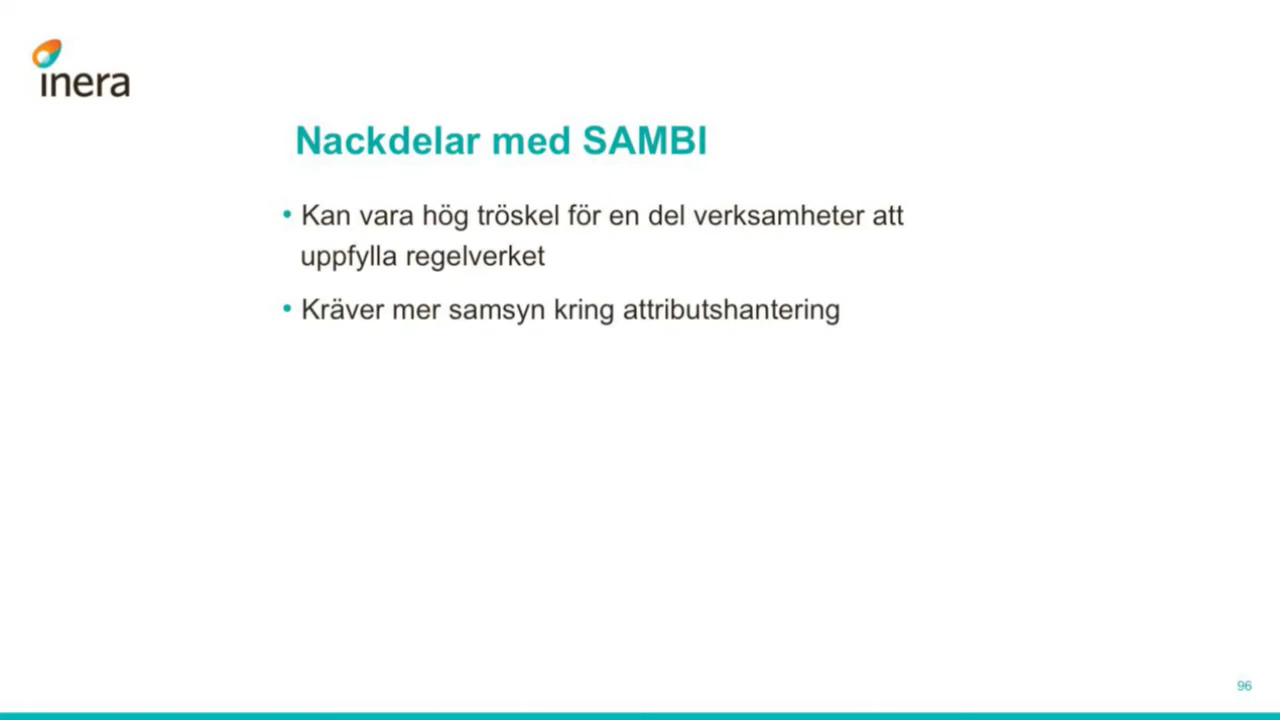 inera
Nackdelar med SAMBI
• Kan vara hög tröskel för en del verksamheter att
uppfylla regelverket
• Kräver mer samsyn kring attributshantering
96